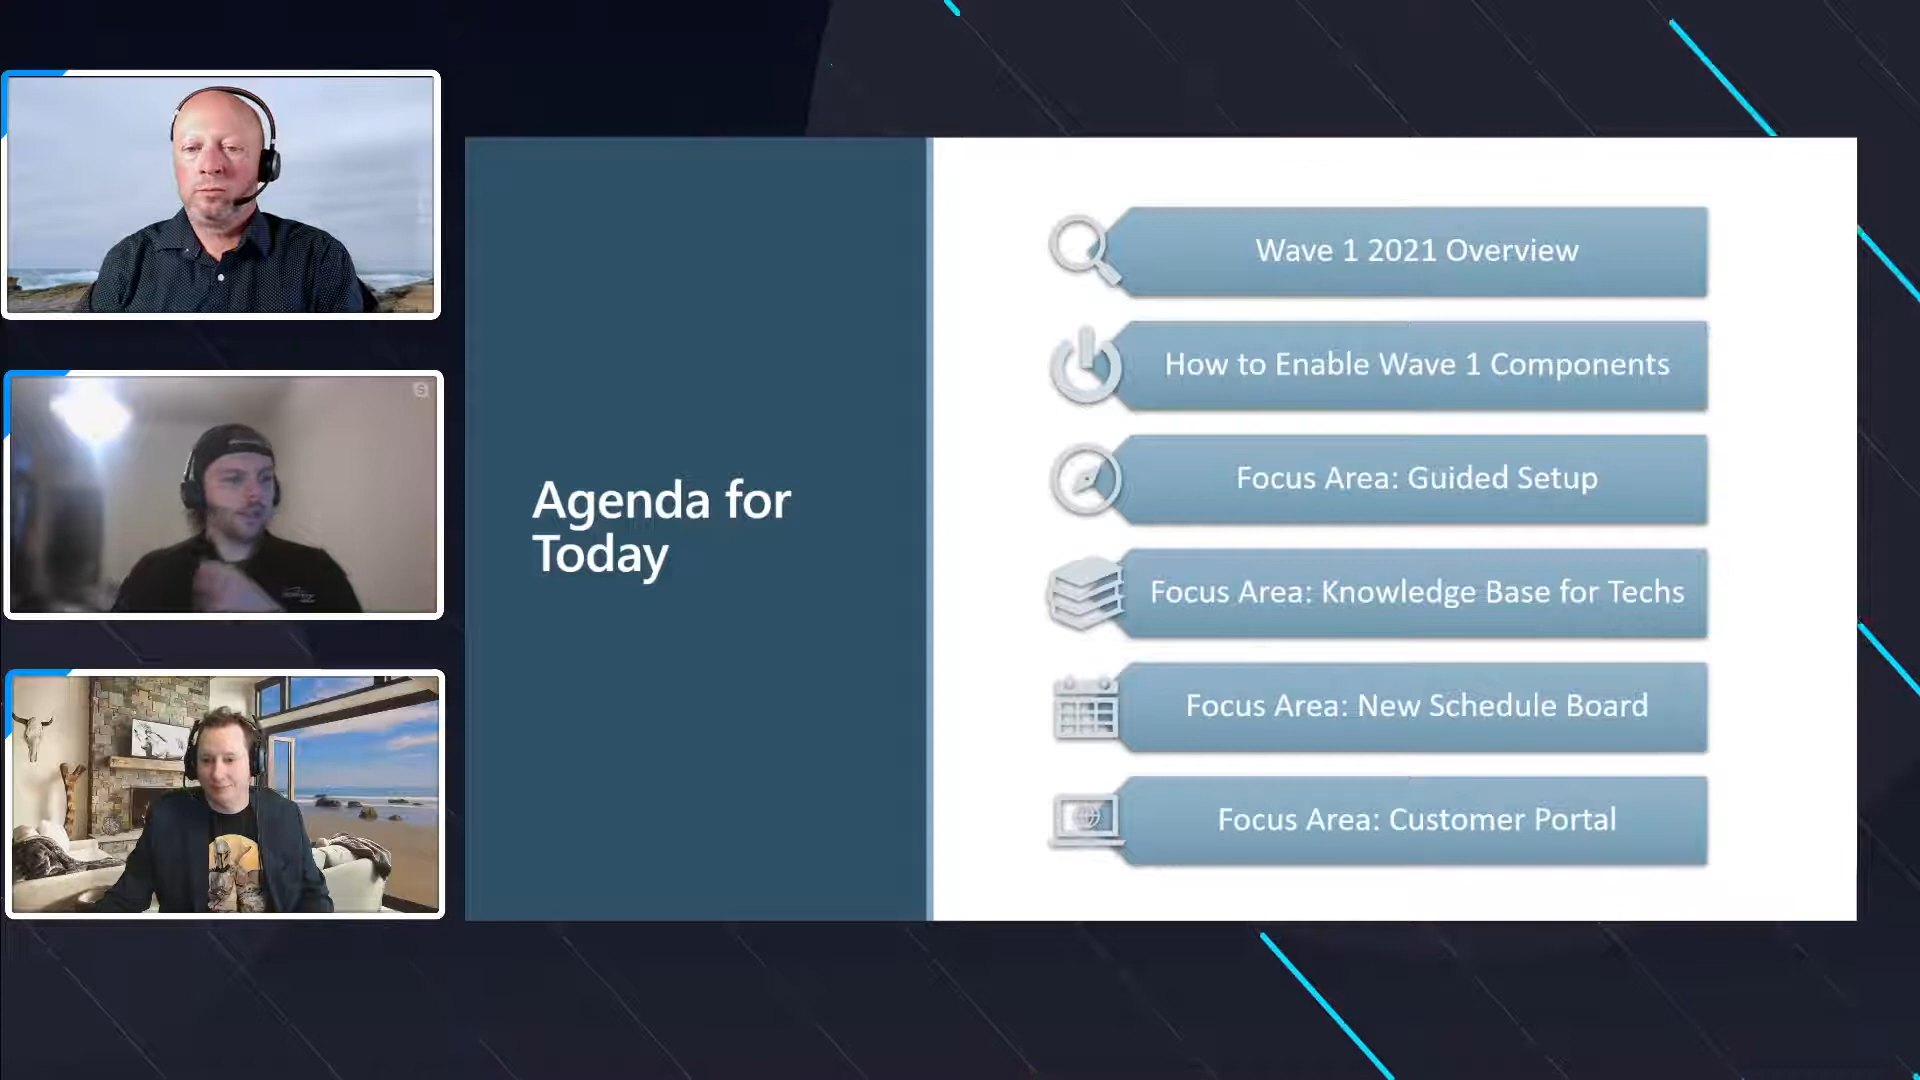 Agenda for
Today
Wave 1 2021 Overview
How to Enable Wave 1 Components
Focus Area: Guided Setup
Focus Area: Knowledge Base for Techs
Focus Area: New Schedule Board
Focus Area: Customer Portal